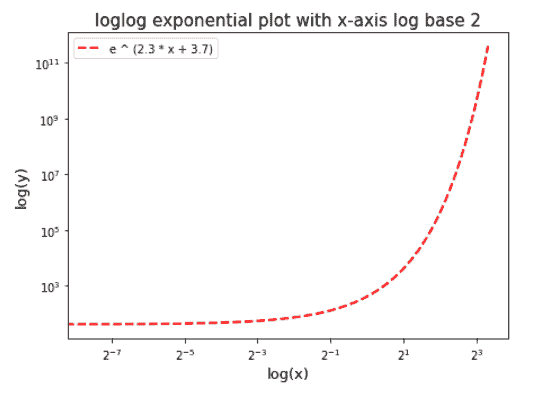 loglog exponential plot with x-axis log base 2
e ^ (2.3 * x + 3.7)
10¹¹
10⁹
10⁷
10⁵
10³
log(y)
2⁻⁷
2⁻⁵
2⁻³
2⁻¹
2¹
2³
log(x)